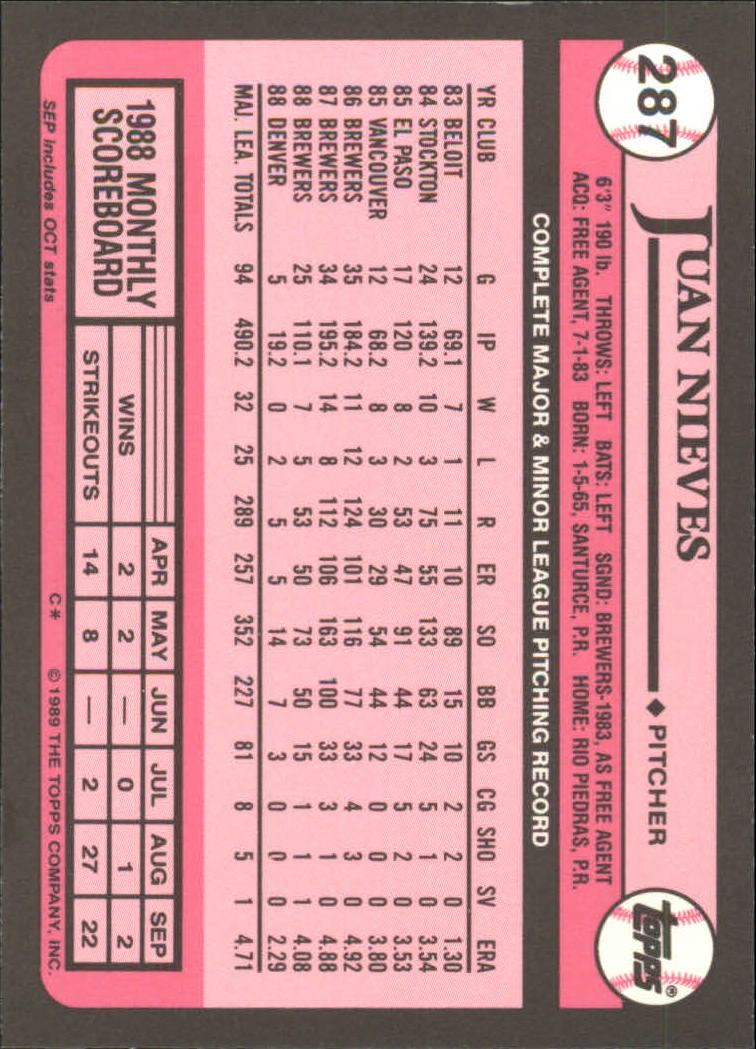 287
JUAN NIEVES ◆ PITCHER
topps®
6'3" 190 lb. THROWS: LEFT BATS: LEFT SGND: BREWERS-1983, AS FREE AGENT
ACQ: FREE AGENT, 7-1-83 BORN: 1-5-65, SANTURCE, P.R. HOME: RIO PIEDRAS, P.R.
COMPLETE MAJOR & MINOR LEAGUE PITCHING RECORD
YR CLUB G IP W L R ER SO BB GS CG SHO SV ERA
83 BELOIT 12 69.1 7 1 11 10 89 15 10 2 2 0 1.30
84 STOCKTON 24 139.2 10 3 75 55 133 63 24 5 1 0 3.54
85 EL PASO 17 120 8 2 53 47 91 44 17 5 2 0 3.53
85 VANCOUVER 12 68.2 8 3 30 29 54 44 12 0 0 0 3.80
86 BREWERS 35 184.2 11 12 124 101 116 77 33 4 3 0 4.92
87 BREWERS 34 195.2 14 8 112 106 163 100 33 3 1 0 4.88
88 BREWERS 25 110.1 7 5 53 50 73 50 15 1 1 1 4.08
88 DENVER 5 19.2 0 2 5 5 14 7 3 0 0 0 2.29
MAJ. LEA. TOTALS 94 490.2 32 25 289 257 352 227 81 8 5 1 4.71
1988 MONTHLY
SCOREBOARD
APR MAY JUN JUL AUG SEP
WINS 2 2 — 0 1 2
STRIKEOUTS 14 8 — 2 27 22
SEP includes OCT stats C* © 1989 THE TOPPS COMPANY, INC.